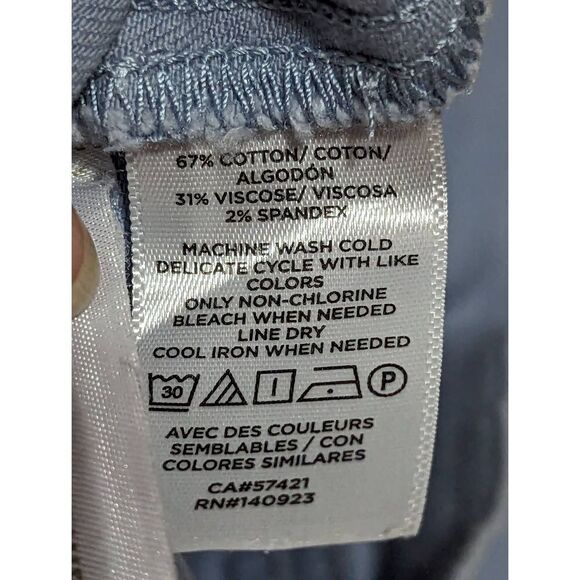 67% COTTON/ COTON/
ALGODÓN
31% VISCOSE/ VISCOSA
2% SPANDEX
MACHINE WASH COLD
DELICATE CYCLE WITH LIKE
COLORS
ONLY NON-CHLORINE
BLEACH WHEN NEEDED
LINE DRY
COOL IRON WHEN NEEDED
30 P
AVEC DES COULEURS
SEMBLABLES / CON
COLORES SIMILARES
CA#57421
RN#140923